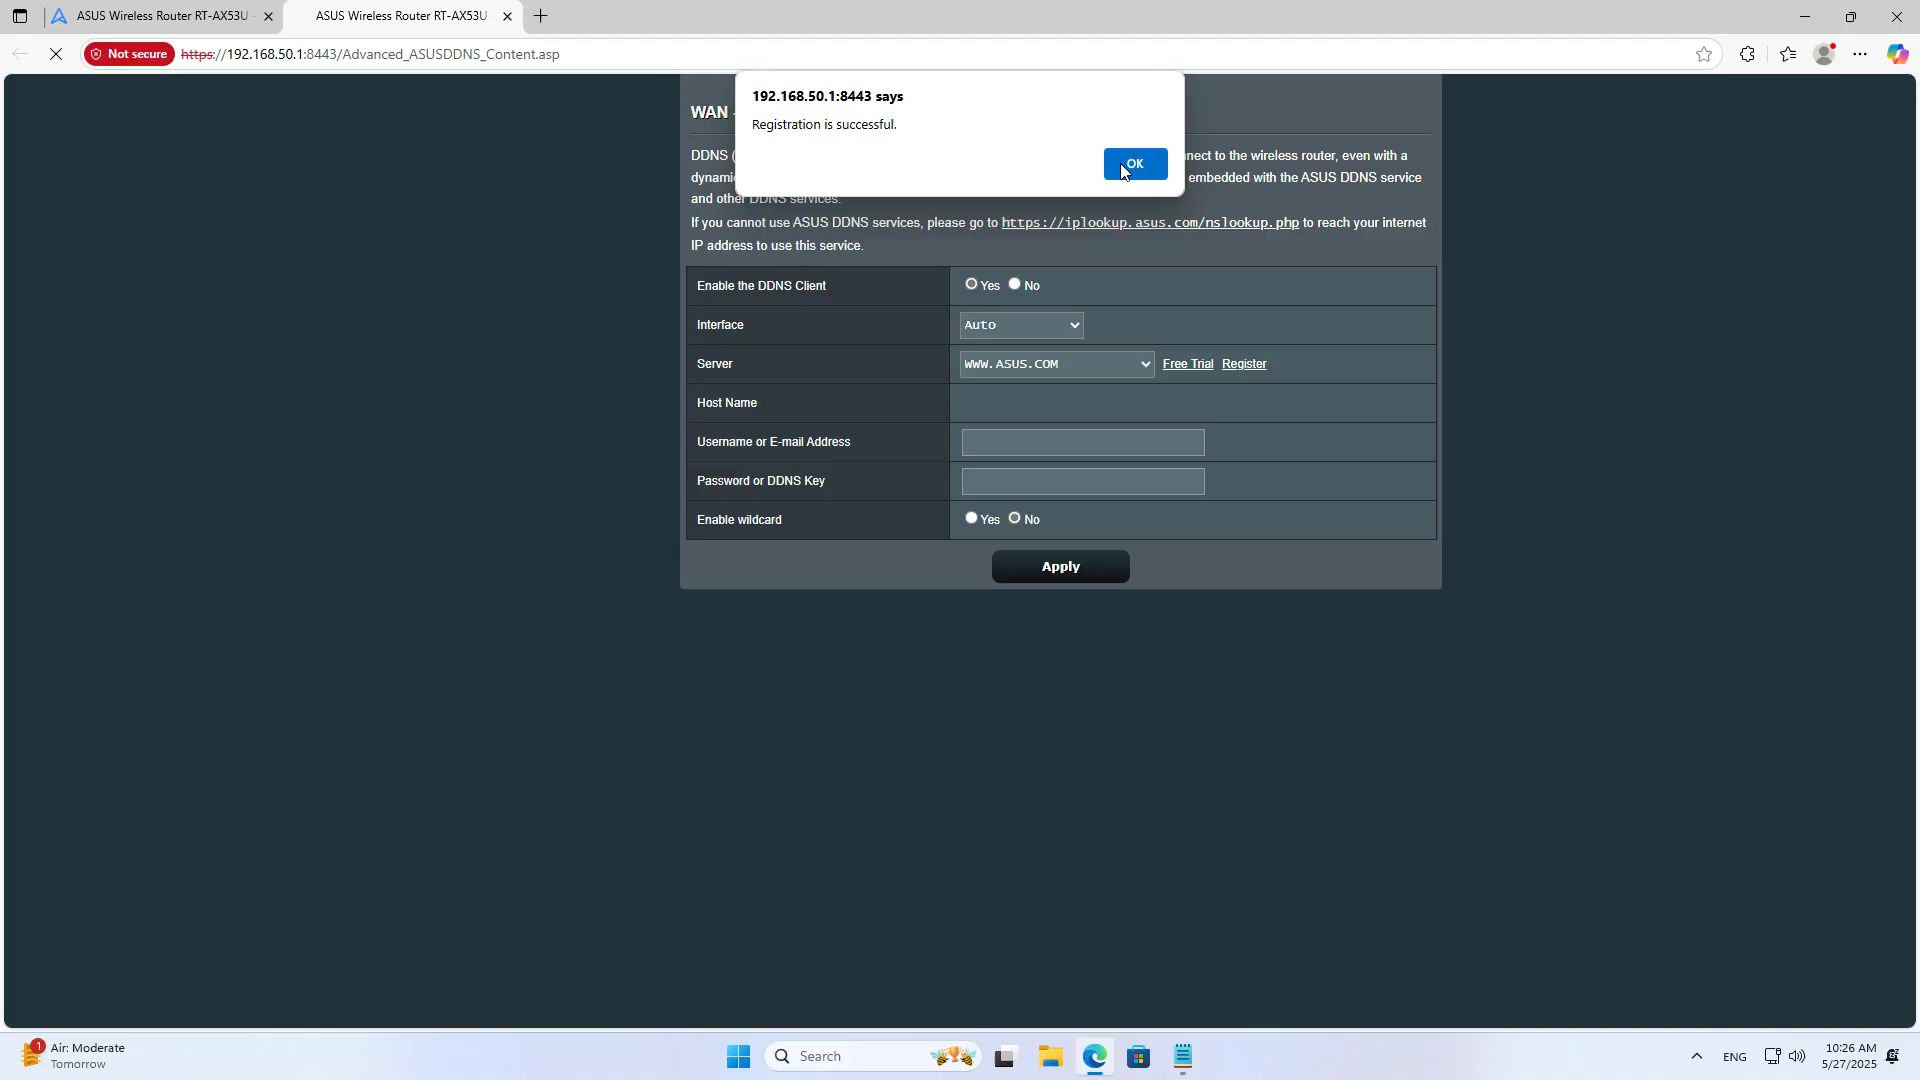 ASUS Wireless Router RT-AX53U
ASUS Wireless Router RT-AX53U
Not secure
https://192.168.50.1:8443/Advanced_ASUSDDNS_Content.asp
192.168.50.1:8443 says
Registration is successful.
OK
WAN -
DDNS (
nnect to the wireless router, even with a
dynami
embedded with the ASUS DDNS service
and other DDNS services.
If you cannot use ASUS DDNS services, please go to https://iplookup.asus.com/nslookup.php to reach your internet
IP address to use this service.
Enable the DDNS Client
Yes No
Interface
Auto
Server
WWW.ASUS.COM Free Trial Register
Host Name
Username or E-mail Address
Password or DDNS Key
Enable wildcard
Yes No
Apply
1
Air: Moderate
Tomorrow
Search
ENG
10:26 AM
5/27/2025